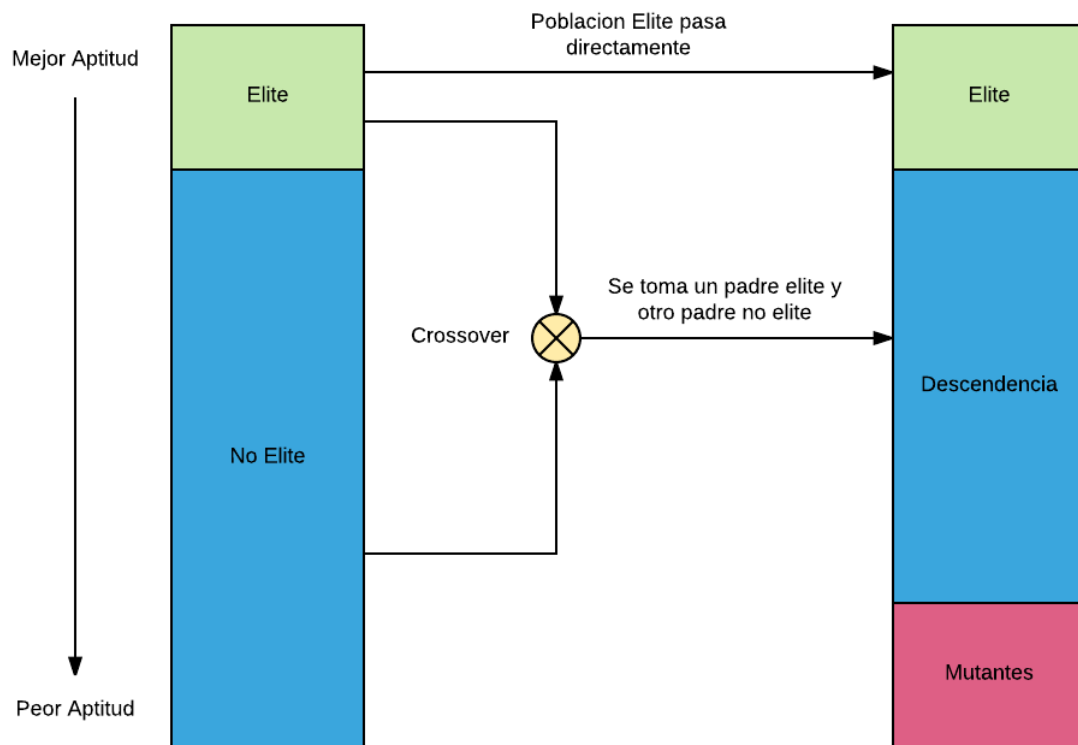 Poblacion Elite pasa
directamente
Mejor Aptitud
Elite
Elite
Se toma un padre elite y
otro padre no elite
Crossover
Descendencia
No Elite
Mutantes
Peor Aptitud